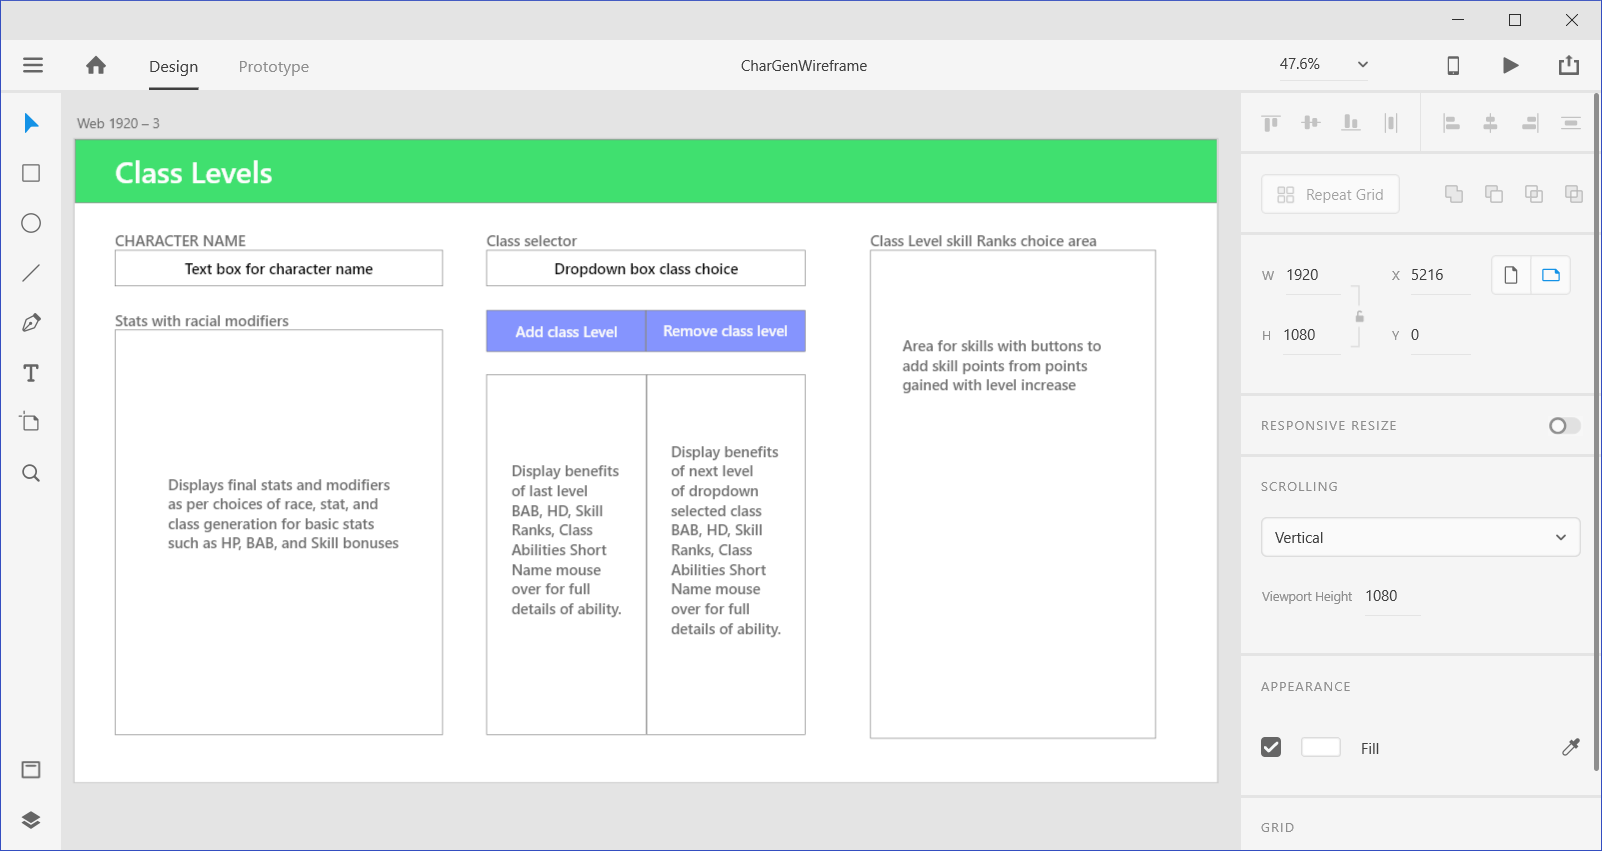 Design
Prototype
CharGenWireframe
47.6%
Web 1920 – 3
Class Levels
CHARACTER NAME
Text box for character name
Stats with racial modifiers
Displays final stats and modifiers
as per choices of race, stat, and
class generation for basic stats
such as HP, BAB, and Skill bonuses
Class selector
Dropdown box class choice
Add class Level
Remove class level
Display benefits
of last level
BAB, HD, Skill
Ranks, Class
Abilities Short
Name mouse
over for full
details of ability.
Display benefits
of next level
of dropdown
selected class
BAB, HD, Skill
Ranks, Class
Abilities Short
Name mouse
over for full
details of ability.
Class Level skill Ranks choice area
Area for skills with buttons to
add skill points from points
gained with level increase
Repeat Grid
W 1920
X 5216
H 1080
Y 0
RESPONSIVE RESIZE
SCROLLING
Vertical
Viewport Height 1080
APPEARANCE
Fill
GRID